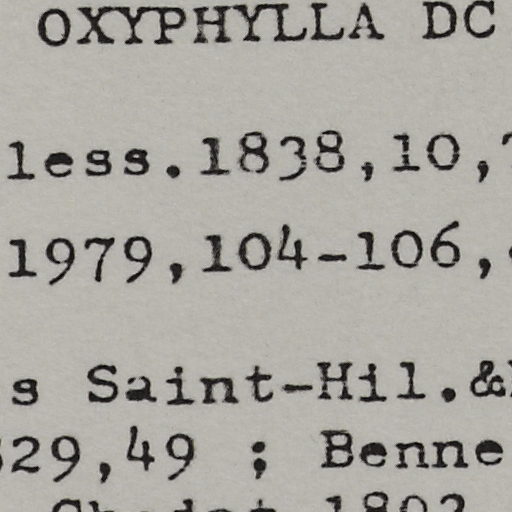 OXYPHYLLA DC
less.1838,10,
1979,104-106,
s Saint-Hil.&
29,49 ; Benne